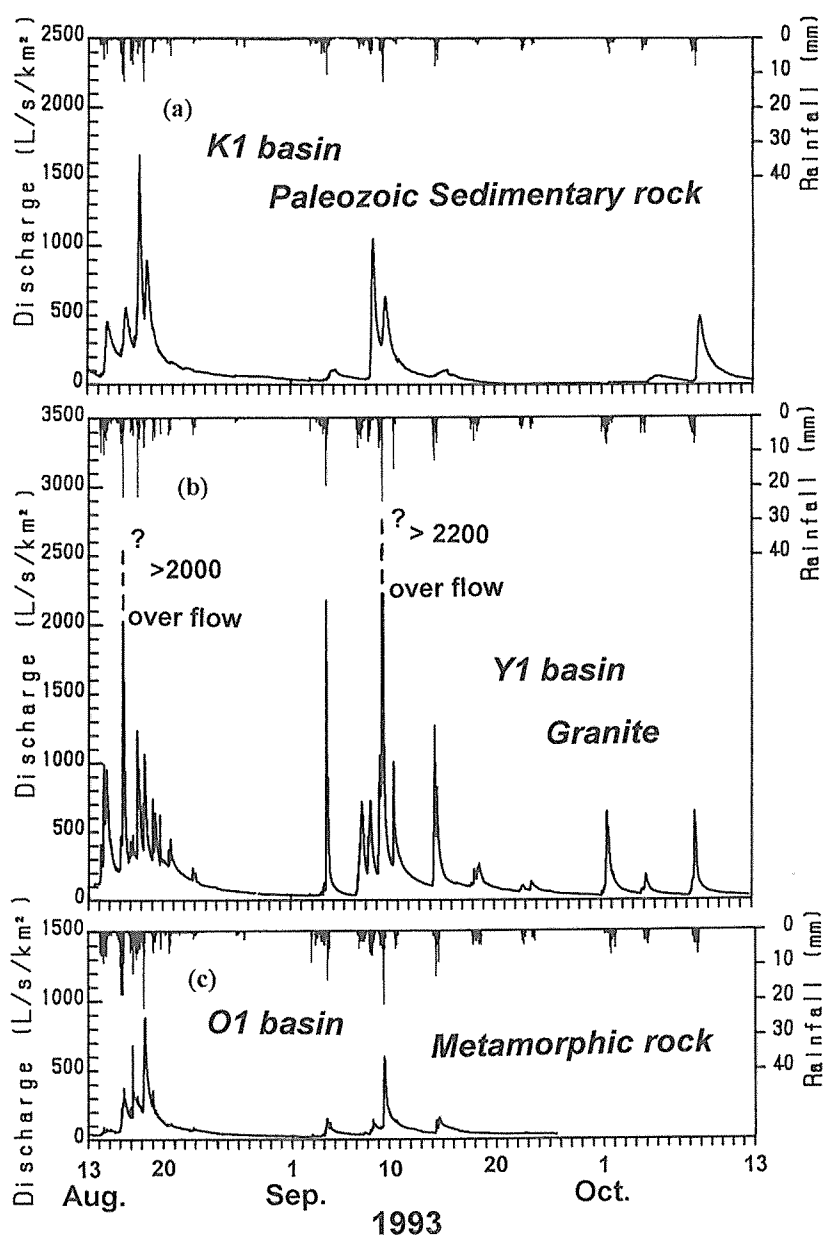 2500
2000
1500
1000
500
0
Discharge (L/s/km²)
0
10
20
30
40
Rainfall (mm)
(a)
K1 basin
Paleozoic Sedimentary rock
3500
3000
2500
2000
1500
1000
500
0
Discharge (L/s/km²)
0
10
20
30
40
Rainfall (mm)
(b)
?
>2000
over flow
?
> 2200
over flow
Y1 basin
Granite
1500
1000
500
0
Discharge (L/s/km²)
0
10
20
30
40
Rainfall (mm)
(c)
O1 basin
Metamorphic rock
13 20 1 10 20 1 13
Aug. Sep. Oct.
1993